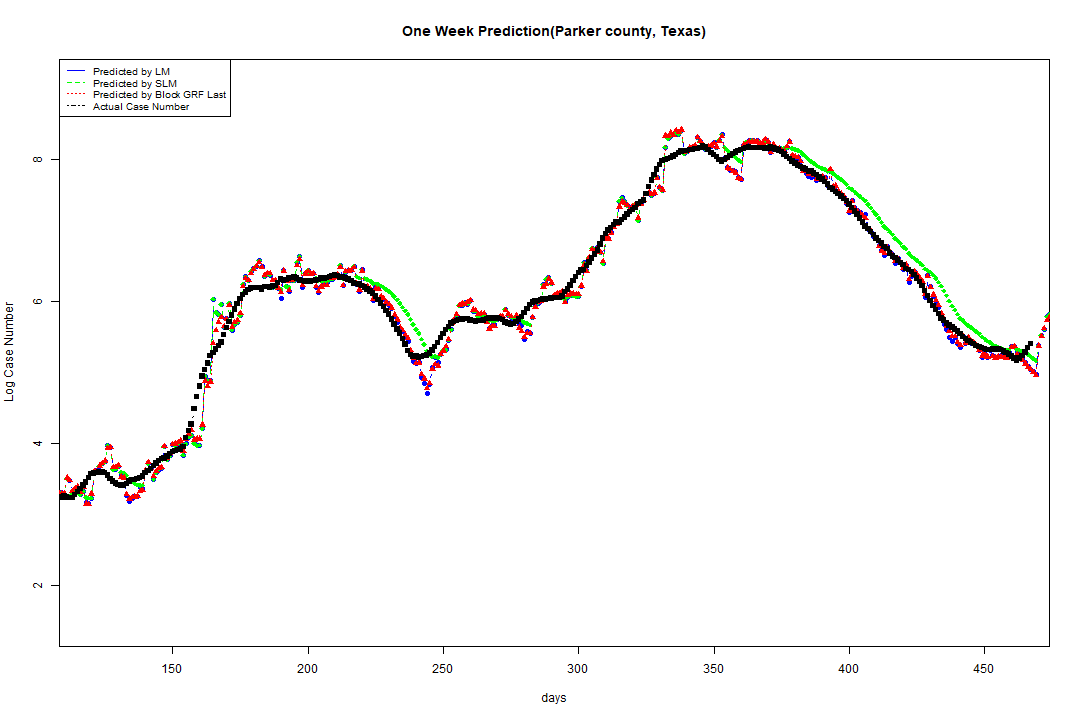 One Week Prediction(Parker county, Texas)
Predicted by LM
Predicted by SLM
Predicted by Block GRF Last
Actual Case Number
8
6
4
2
Log Case Number
150 200 250 300 350 400 450
days